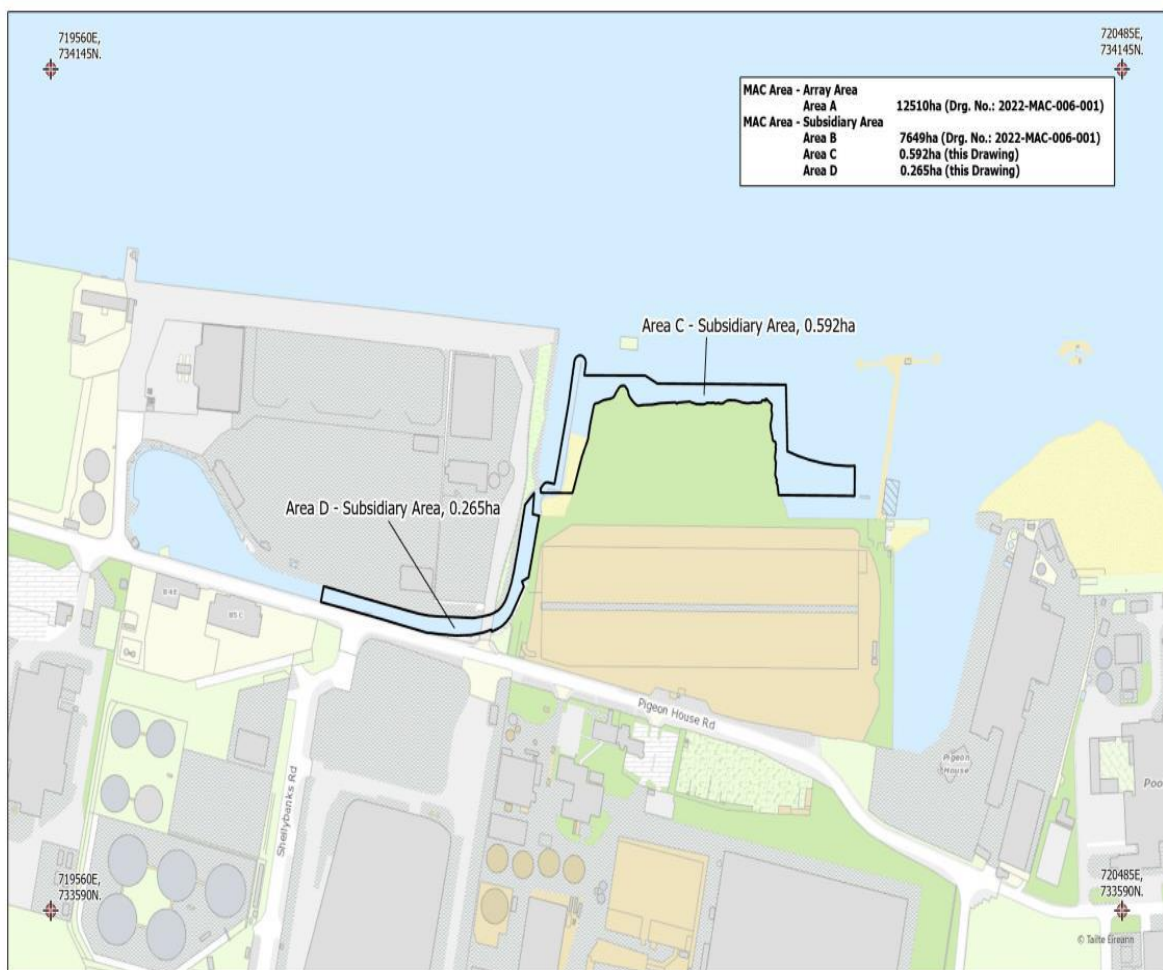 719560E,
734145N.
720485E,
734145N.
MAC Area - Array Area
Area A 12510ha (Drg. No.: 2022-MAC-006-001)
MAC Area - Subsidiary Area
Area B 7649ha (Drg. No.: 2022-MAC-006-001)
Area C 0.592ha (this Drawing)
Area D 0.265ha (this Drawing)
Area C - Subsidiary Area, 0.592ha
Area D - Subsidiary Area, 0.265ha
Pigeon House Rd
Pigeon
House
Poo
Shellybanks Rd
719560E,
733590N.
720485E,
733590N.
© Tailte Éireann